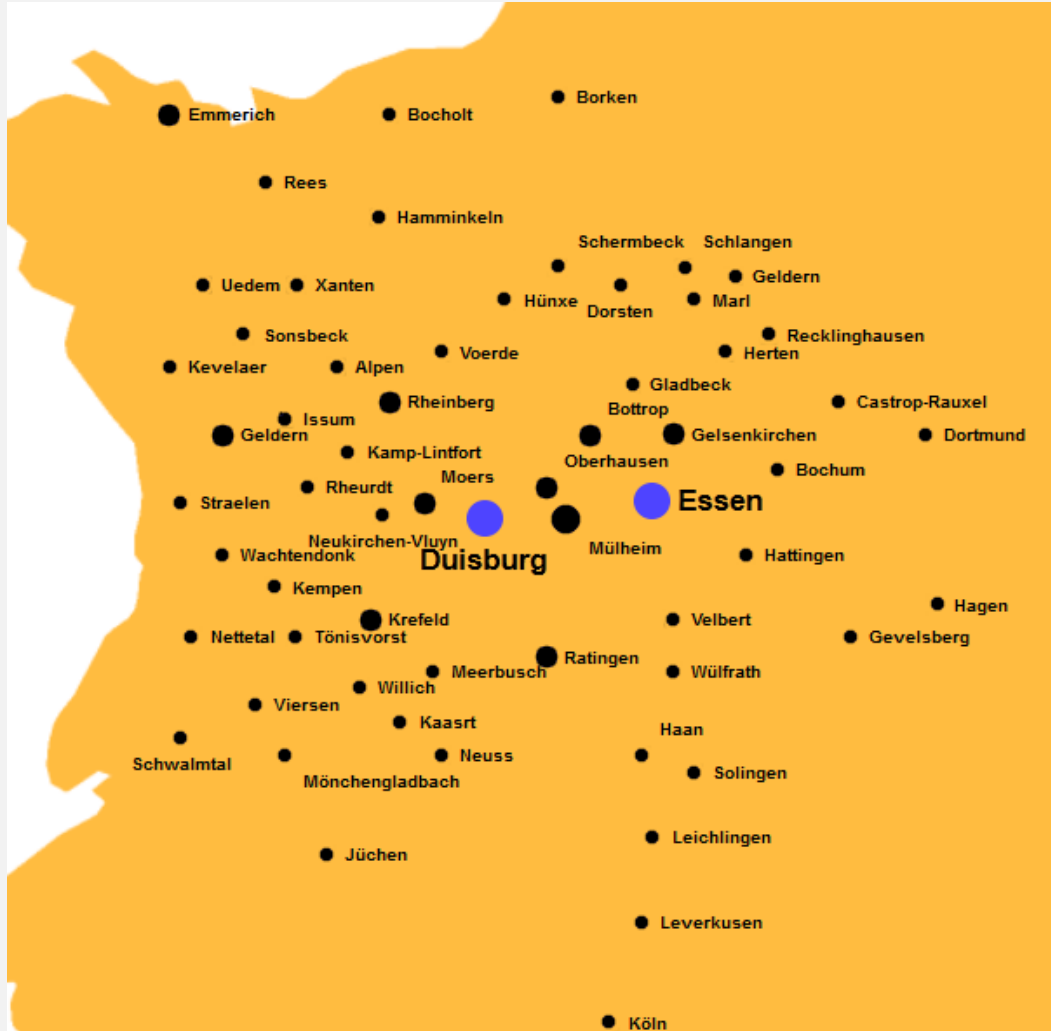 Borken
Emmerich
Bocholt
Rees
Hamminkeln
Schermbeck
Schlangen
Geldern
Uedem
Xanten
Hünxe
Marl
Dorsten
Sonsbeck
Recklinghausen
Voerde
Herten
Kevelaer
Alpen
Gladbeck
Rheinberg
Castrop-Rauxel
Bottrop
Issum
Geldern
Gelsenkirchen
Dortmund
Kamp-Lintfort
Oberhausen
Bochum
Moers
Rheurdt
Straelen
Essen
Neukirchen-Vluyn
Mülheim
Wachtendonk
Duisburg
Hattingen
Kempen
Hagen
Krefeld
Velbert
Nettetal
Tönisvorst
Gevelsberg
Ratingen
Meerbusch
Wülfrath
Willich
Viersen
Kaasrt
Haan
Schwalmtal
Neuss
Solingen
Mönchengladbach
Leichlingen
Jüchen
Leverkusen
Köln